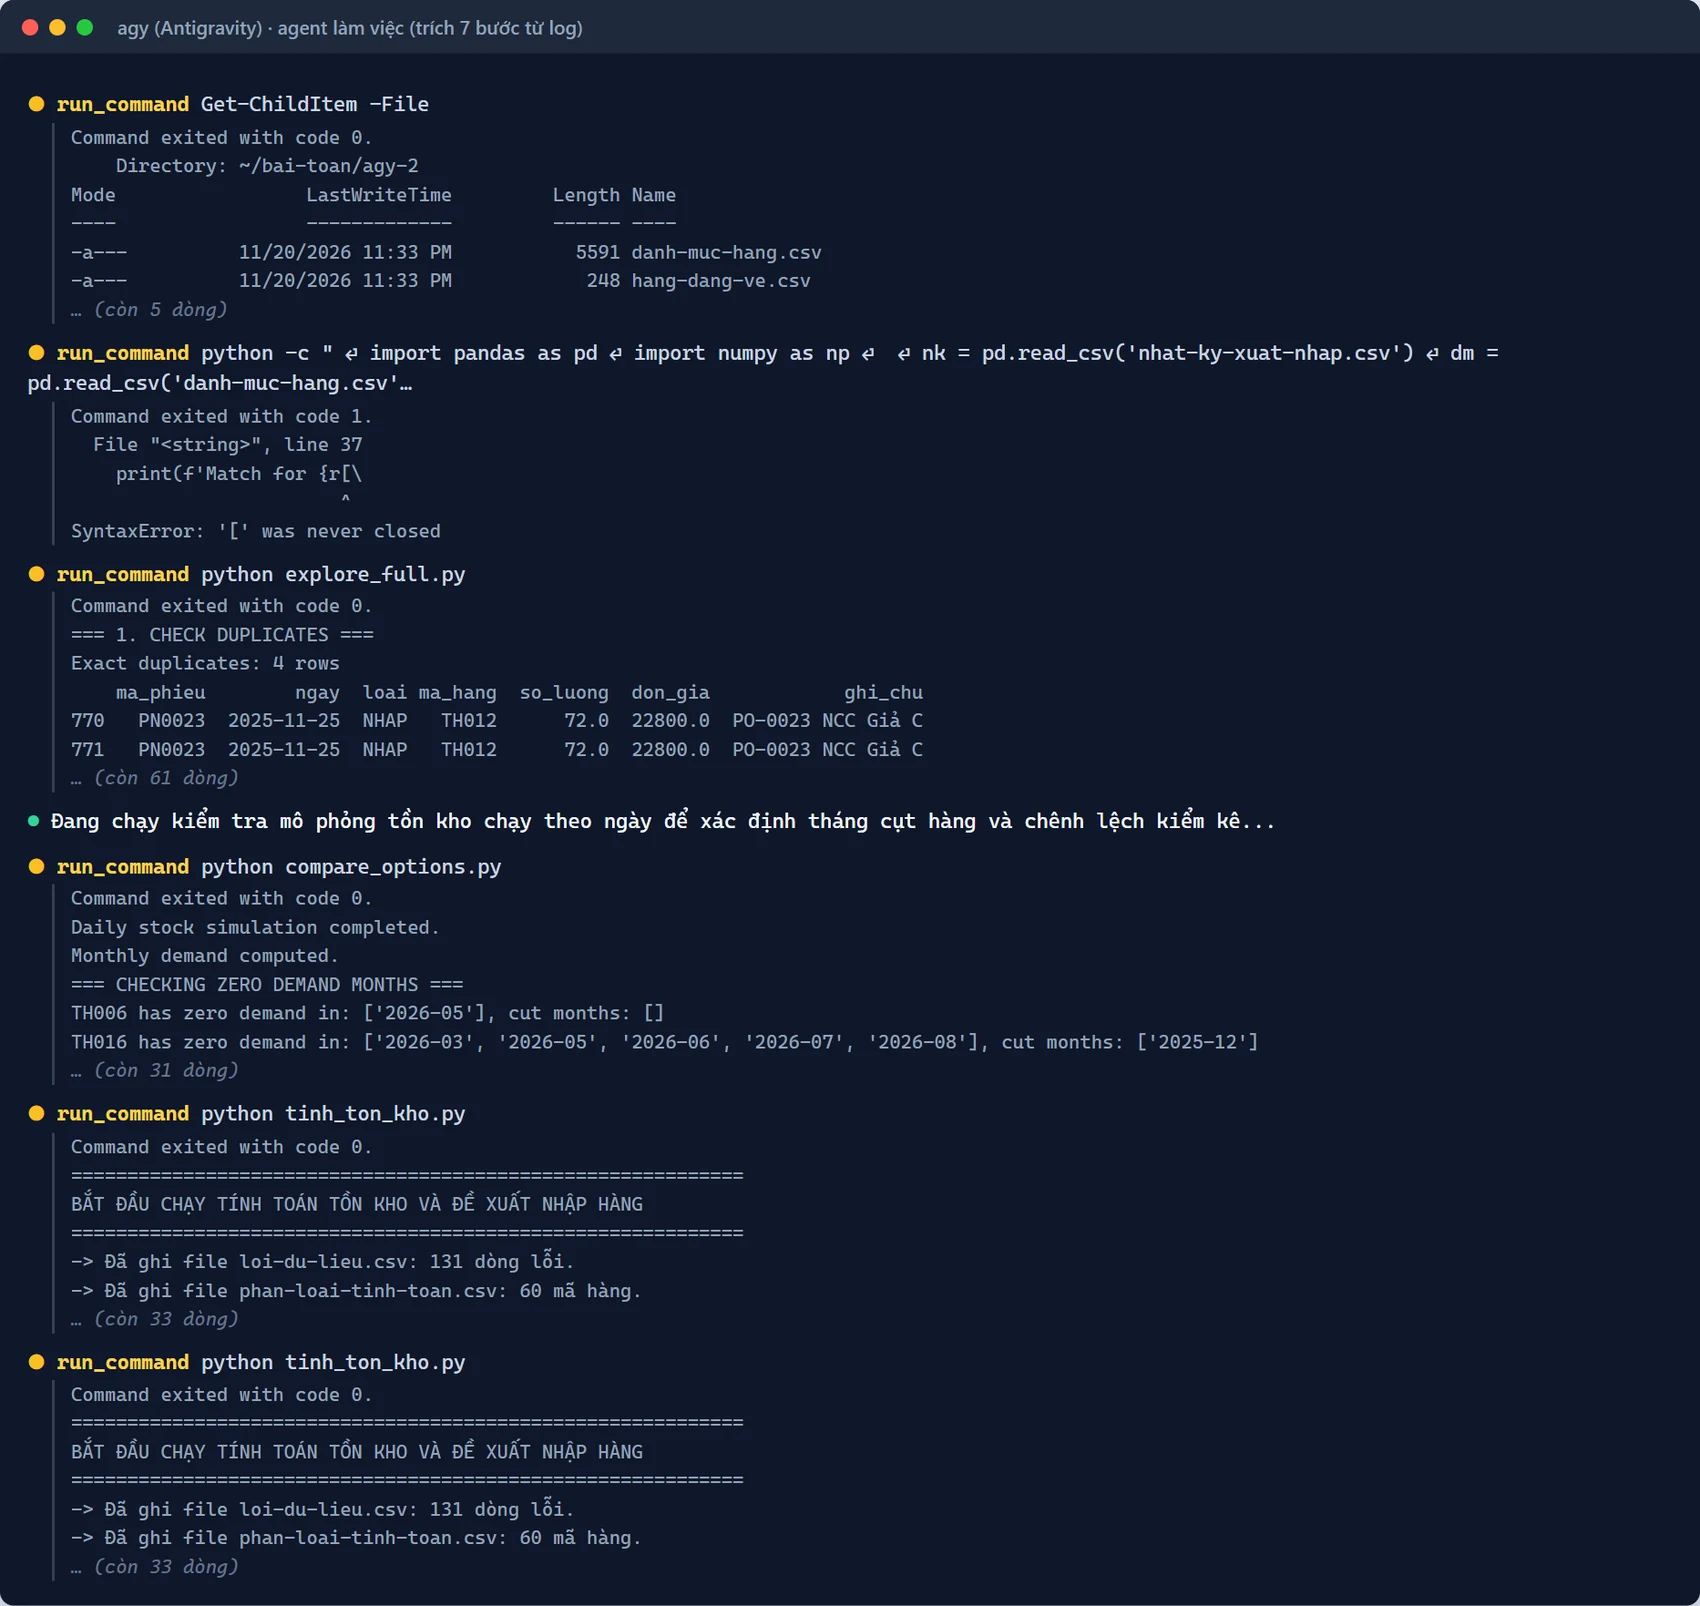 agy (Antigravity) · agent làm việc (trích 7 bước từ log)
● run_command Get-ChildItem -File
Command exited with code 0.
    Directory: ~/bai-toan/agy-2
Mode                 LastWriteTime         Length Name
----                 -------------         ------ ----
-a---          11/20/2026 11:33 PM           5591 danh-muc-hang.csv
-a---          11/20/2026 11:33 PM            248 hang-dang-ve.csv
… (còn 5 dòng)
● run_command python -c " ⏎ import pandas as pd ⏎ import numpy as np ⏎  ⏎ nk = pd.read_csv('nhat-ky-xuat-nhap.csv') ⏎ dm =
pd.read_csv('danh-muc-hang.csv'…
Command exited with code 1.
  File "<string>", line 37
    print(f'Match for {r[\
                        ^
SyntaxError: '[' was never closed
● run_command python explore_full.py
Command exited with code 0.
=== 1. CHECK DUPLICATES ===
Exact duplicates: 4 rows
    ma_phieu        ngay  loai ma_hang  so_luong  don_gia            ghi_chu
770   PN0023  2025-11-25  NHAP   TH012      72.0  22800.0  PO-0023 NCC Giả C
771   PN0023  2025-11-25  NHAP   TH012      72.0  22800.0  PO-0023 NCC Giả C
… (còn 61 dòng)
● Đang chạy kiểm tra mô phỏng tồn kho chạy theo ngày để xác định tháng cụt hàng và chênh lệch kiểm kê...
● run_command python compare_options.py
Command exited with code 0.
Daily stock simulation completed.
Monthly demand computed.
=== CHECKING ZERO DEMAND MONTHS ===
TH006 has zero demand in: ['2026-05'], cut months: []
TH016 has zero demand in: ['2026-03', '2026-05', '2026-06', '2026-07', '2026-08'], cut months: ['2025-12']
… (còn 31 dòng)
● run_command python tinh_ton_kho.py
Command exited with code 0.
============================================================
BẮT ĐẦU CHẠY TÍNH TOÁN TỒN KHO VÀ ĐỀ XUẤT NHẬP HÀNG
============================================================
-> Đã ghi file loi-du-lieu.csv: 131 dòng lỗi.
-> Đã ghi file phan-loai-tinh-toan.csv: 60 mã hàng.
… (còn 33 dòng)
● run_command python tinh_ton_kho.py
Command exited with code 0.
============================================================
BẮT ĐẦU CHẠY TÍNH TOÁN TỒN KHO VÀ ĐỀ XUẤT NHẬP HÀNG
============================================================
-> Đã ghi file loi-du-lieu.csv: 131 dòng lỗi.
-> Đã ghi file phan-loai-tinh-toan.csv: 60 mã hàng.
… (còn 33 dòng)